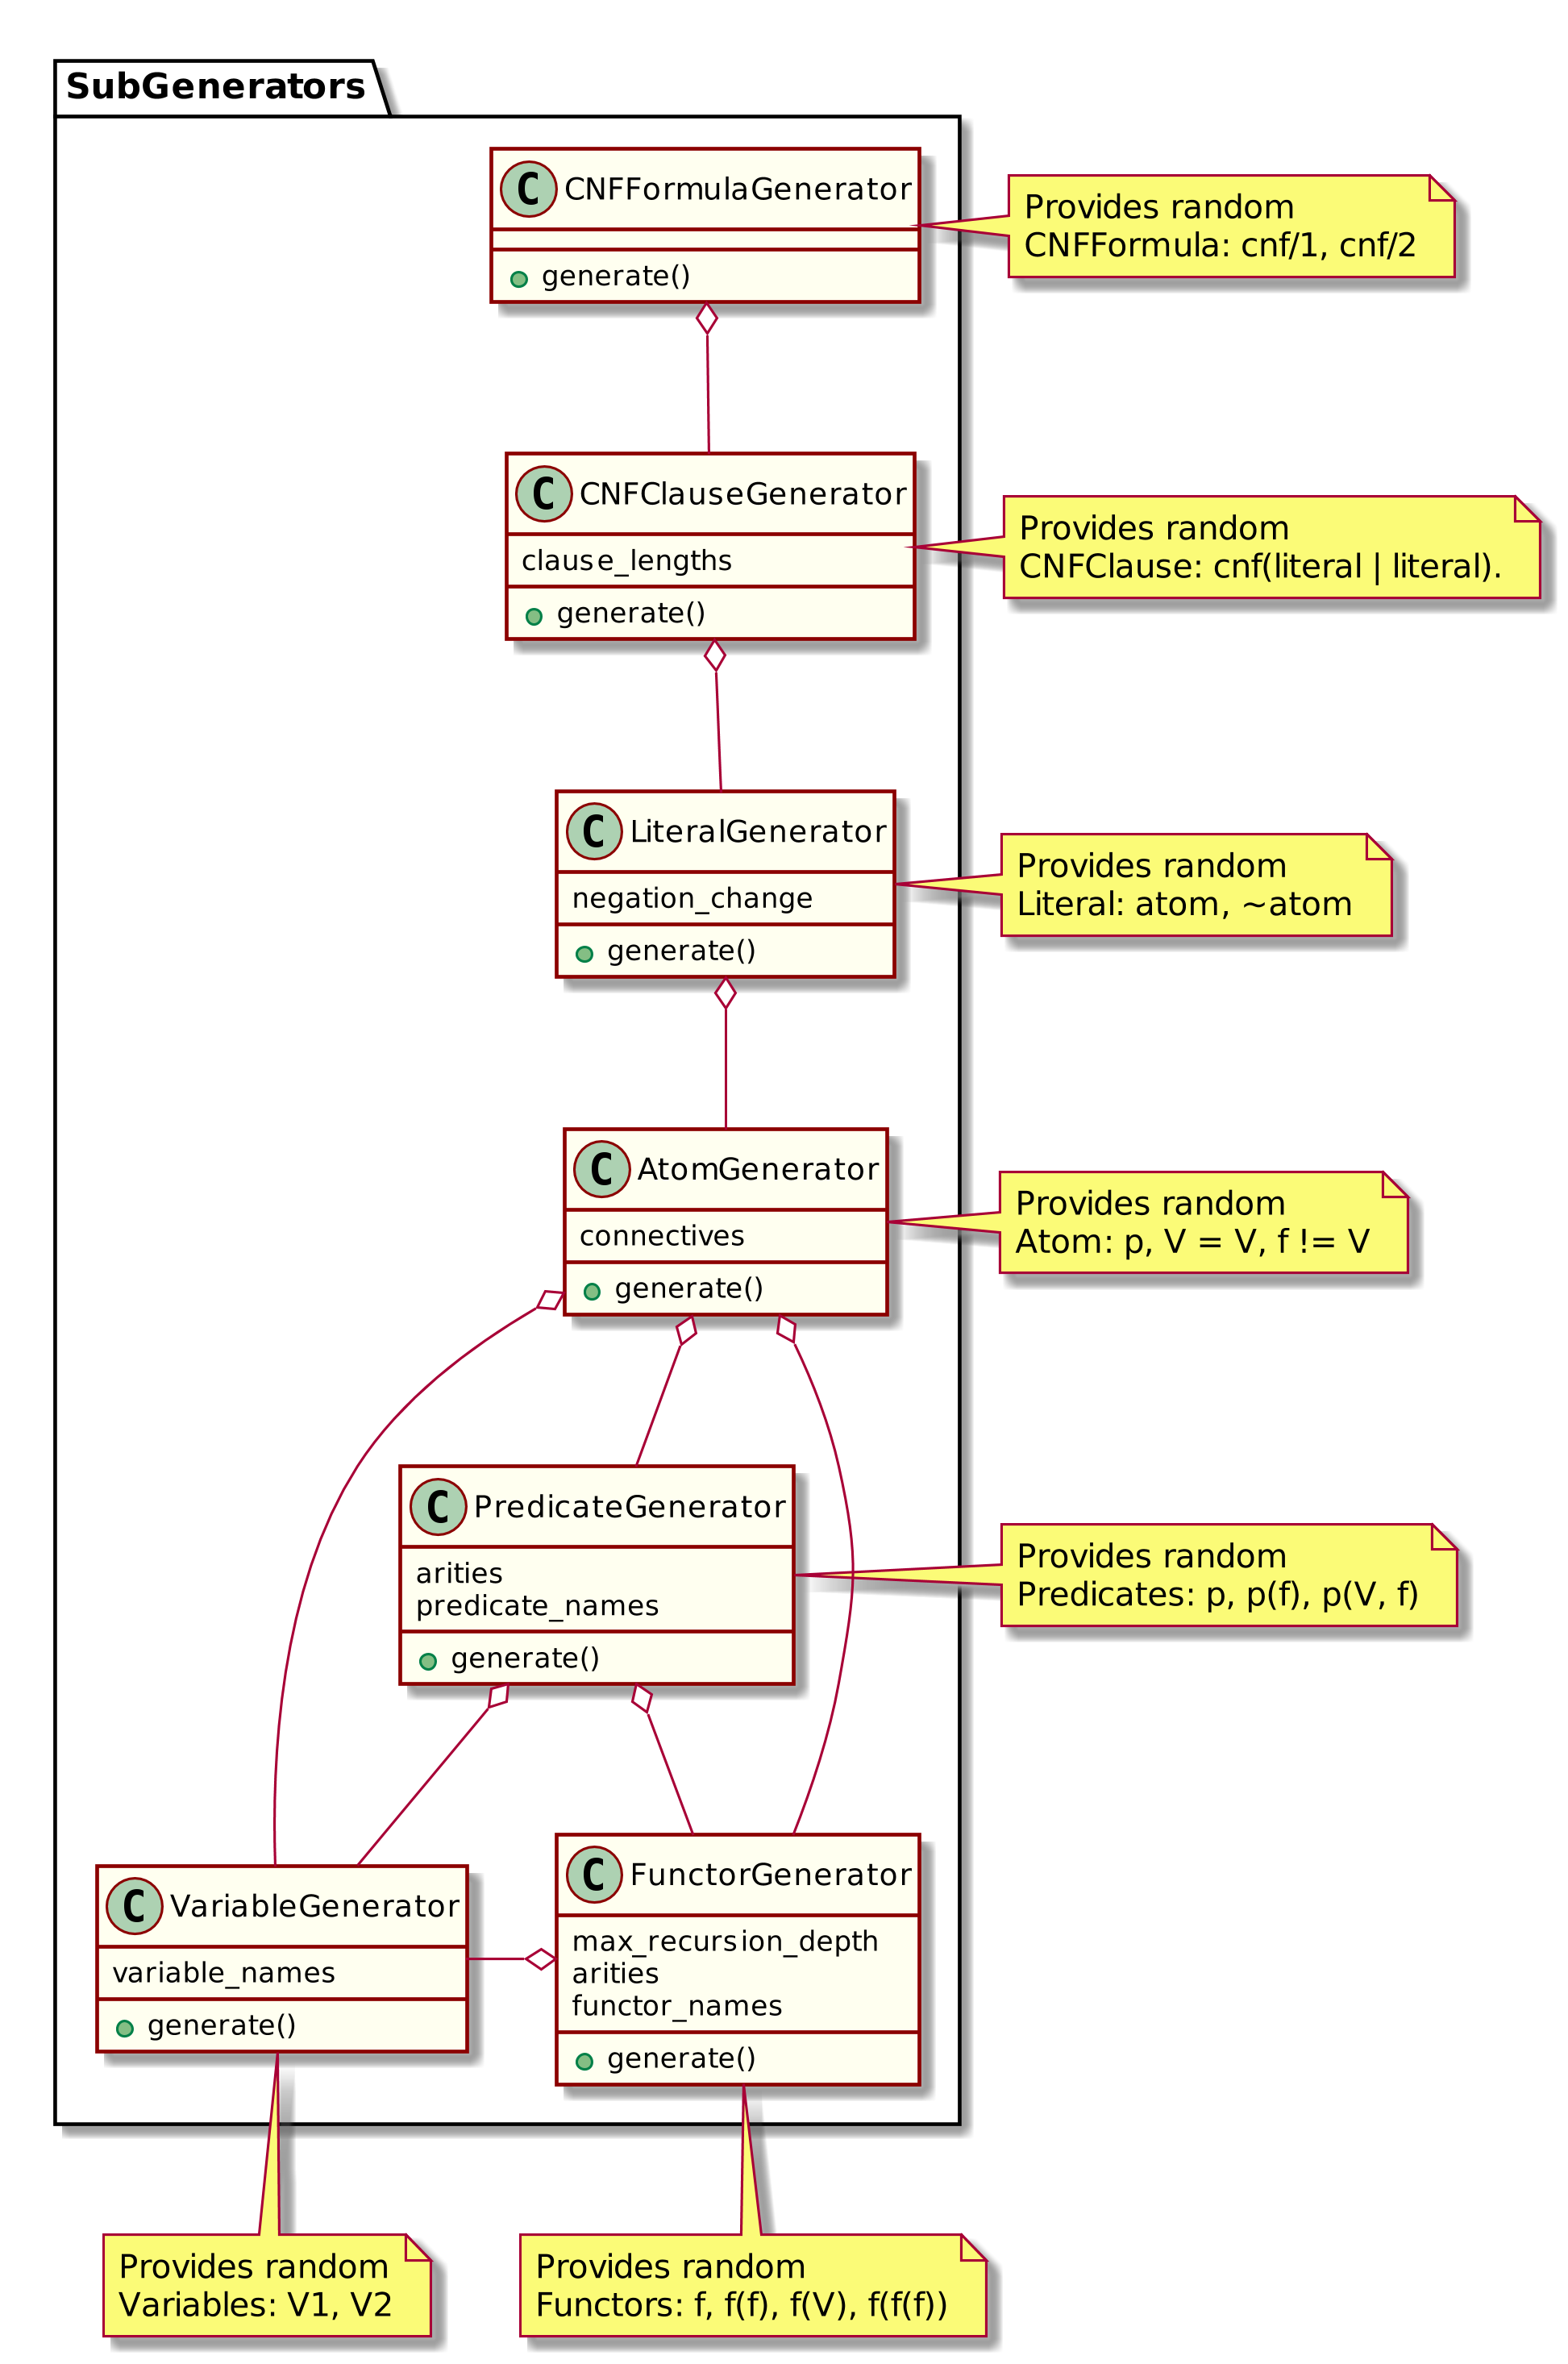 SubGenerators
C CNFFormulaGenerator
generate()
Provides random
CNFFormula: cnf/1, cnf/2
C CNFClauseGenerator
clause_lengths
generate()
Provides random
CNFClause: cnf(literal | literal).
C LiteralGenerator
negation_change
generate()
Provides random
Literal: atom, ~atom
C AtomGenerator
connectives
generate()
Provides random
Atom: p, V = V, f != V
C PredicateGenerator
arities
predicate_names
generate()
Provides random
Predicates: p, p(f), p(V, f)
C VariableGenerator
variable_names
generate()
C FunctorGenerator
max_recursion_depth
arities
functor_names
generate()
Provides random
Variables: V1, V2
Provides random
Functors: f, f(f), f(V), f(f(f))